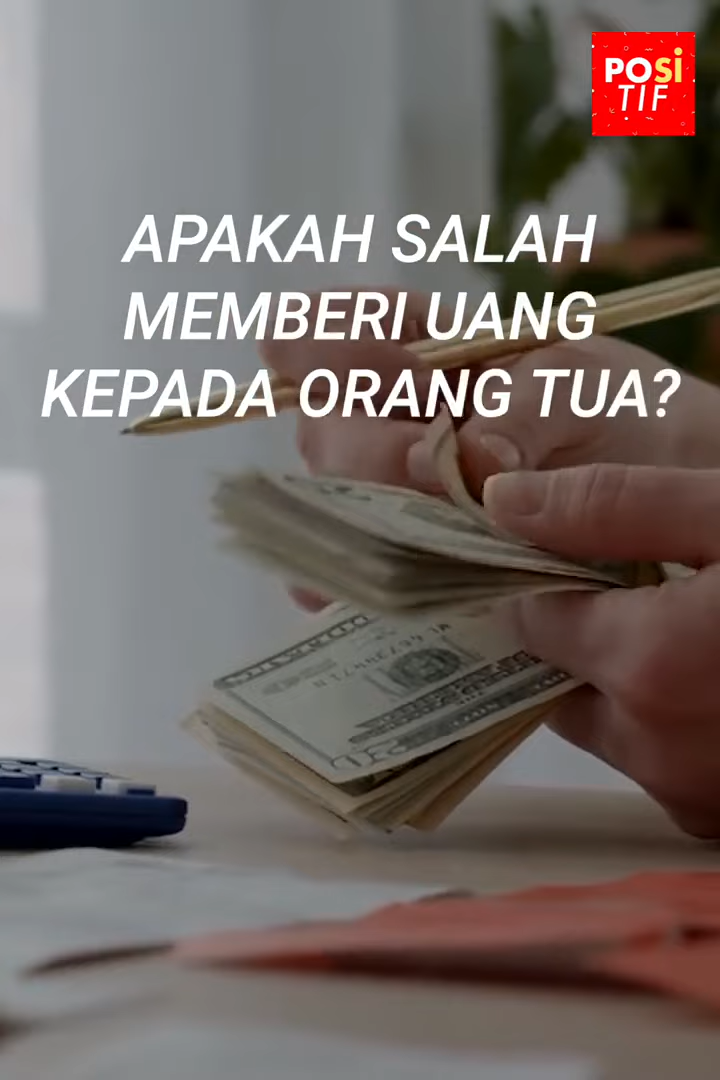 POSi
TIF
APAKAH SALAH
MEMBERI UANG
KEPADA ORANG TUA?